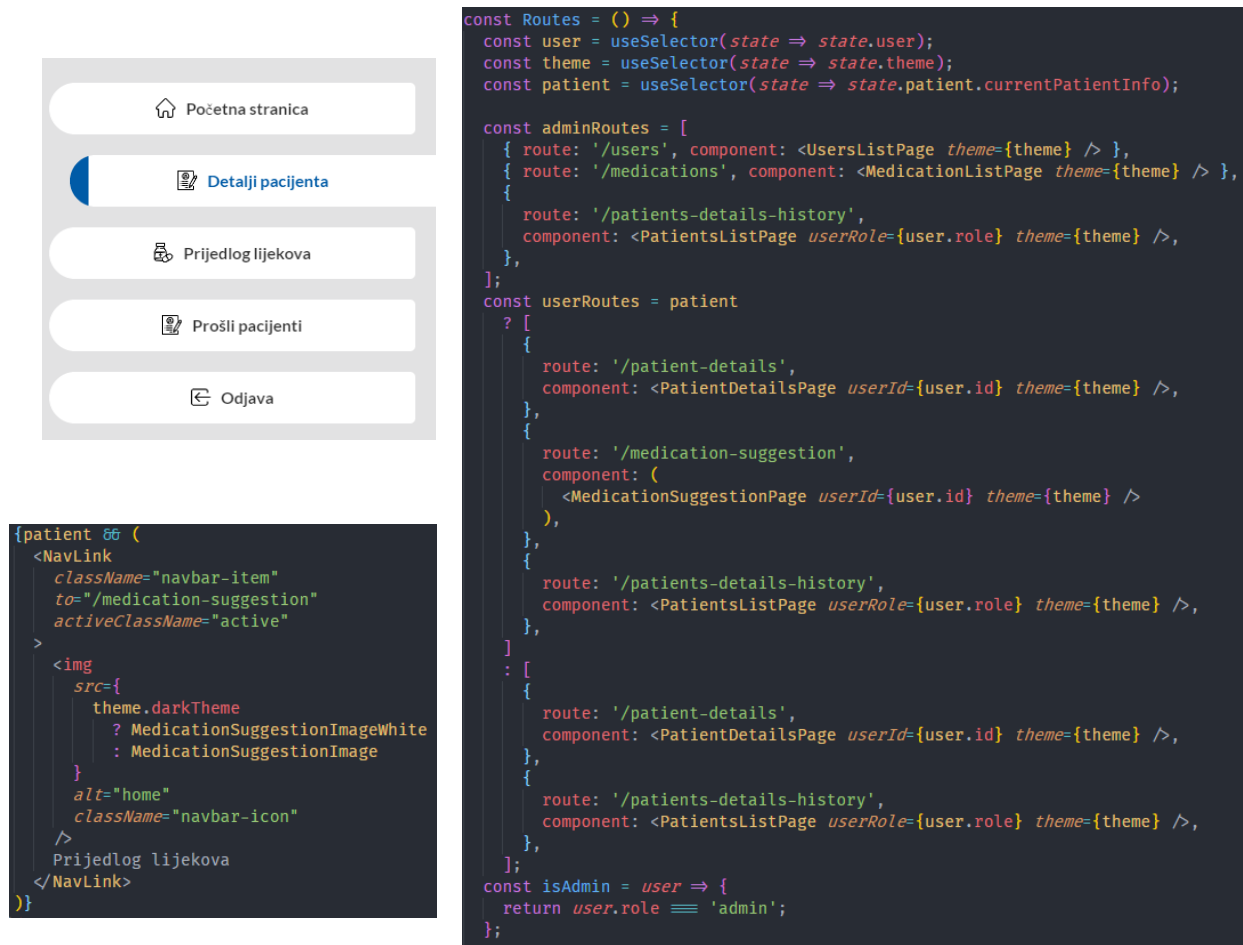 Početna stranica
Detalji pacijenta
Prijedlog lijekova
Prošli pacijenti
Odjava
{patient && (
  <NavLink
    className="navbar-item"
    to="/medication-suggestion"
    activeClassName="active"
  >
    <img
      src={
        theme.darkTheme
          ? MedicationSuggestionImageWhite
          : MedicationSuggestionImage
      }
      alt="home"
      className="navbar-icon"
    />
    Prijedlog lijekova
  </NavLink>
)}
const Routes = () => {
  const user = useSelector(state => state.user);
  const theme = useSelector(state => state.theme);
  const patient = useSelector(state => state.patient.currentPatientInfo);
  const adminRoutes = [
    { route: '/users', component: <UsersListPage theme={theme} /> },
    { route: '/medications', component: <MedicationListPage theme={theme} /> },
    {
      route: '/patients-details-history',
      component: <PatientsListPage userRole={user.role} theme={theme} />,
    },
  ];
  const userRoutes = patient
    ? [
      {
        route: '/patient-details',
        component: <PatientDetailsPage userId={user.id} theme={theme} />,
      },
      {
        route: '/medication-suggestion',
        component: (
          <MedicationSuggestionPage userId={user.id} theme={theme} />
        ),
      },
      {
        route: '/patients-details-history',
        component: <PatientsListPage userRole={user.role} theme={theme} />,
      },
    ]
    : [
      {
        route: '/patient-details',
        component: <PatientDetailsPage userId={user.id} theme={theme} />,
      },
      {
        route: '/patients-details-history',
        component: <PatientsListPage userRole={user.role} theme={theme} />,
      },
    ];
  const isAdmin = user => {
    return user.role === 'admin';
  };